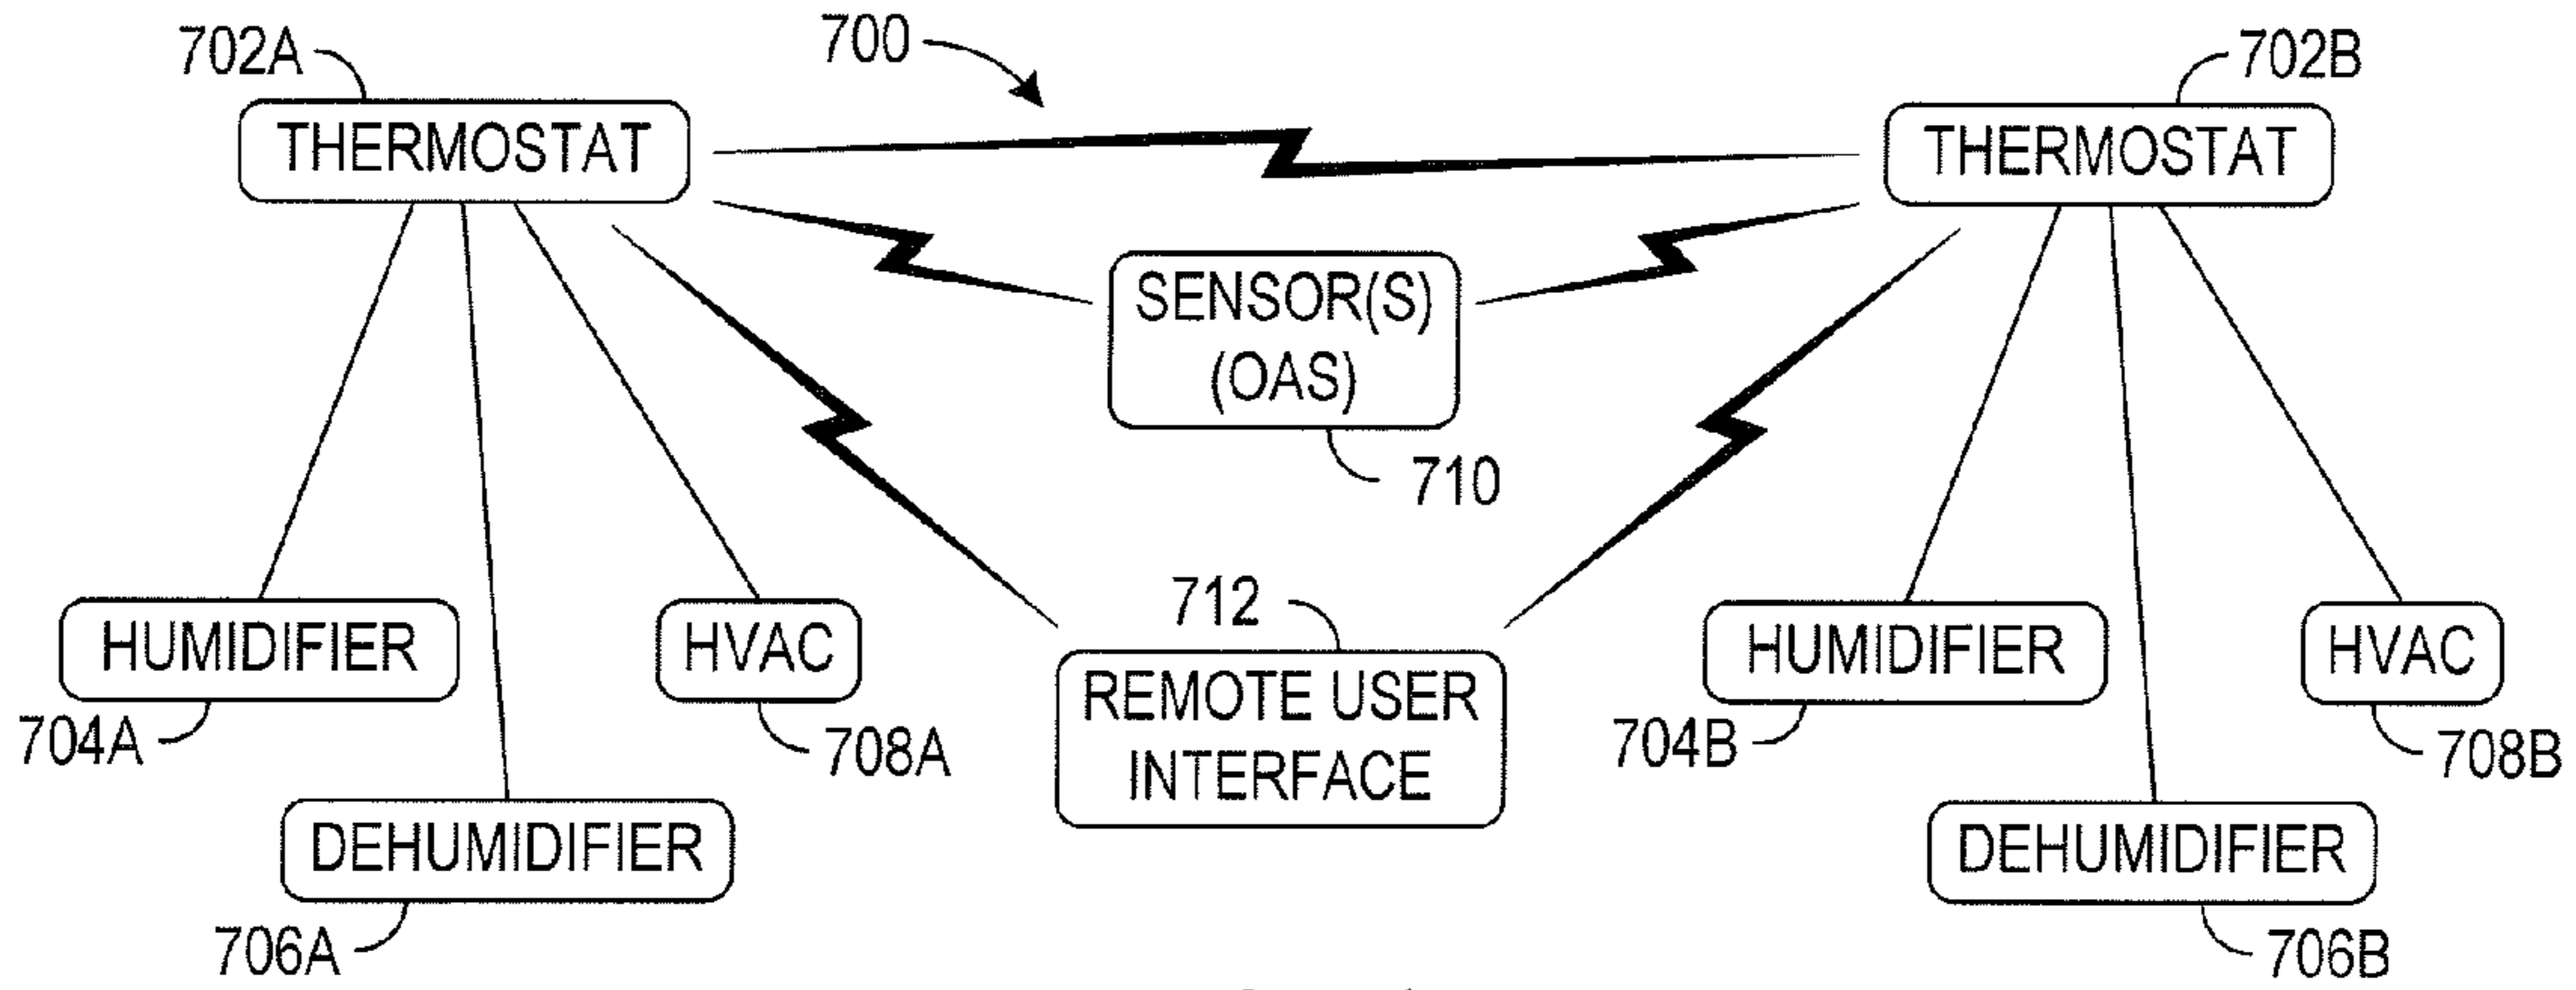 700
702A
702B
THERMOSTAT
THERMOSTAT
SENSOR(S)
(OAS)
710
712
HUMIDIFIER
HVAC
REMOTE USER
INTERFACE
HUMIDIFIER
HVAC
704A
708A
704B
708B
DEHUMIDIFIER
DEHUMIDIFIER
706A
706B